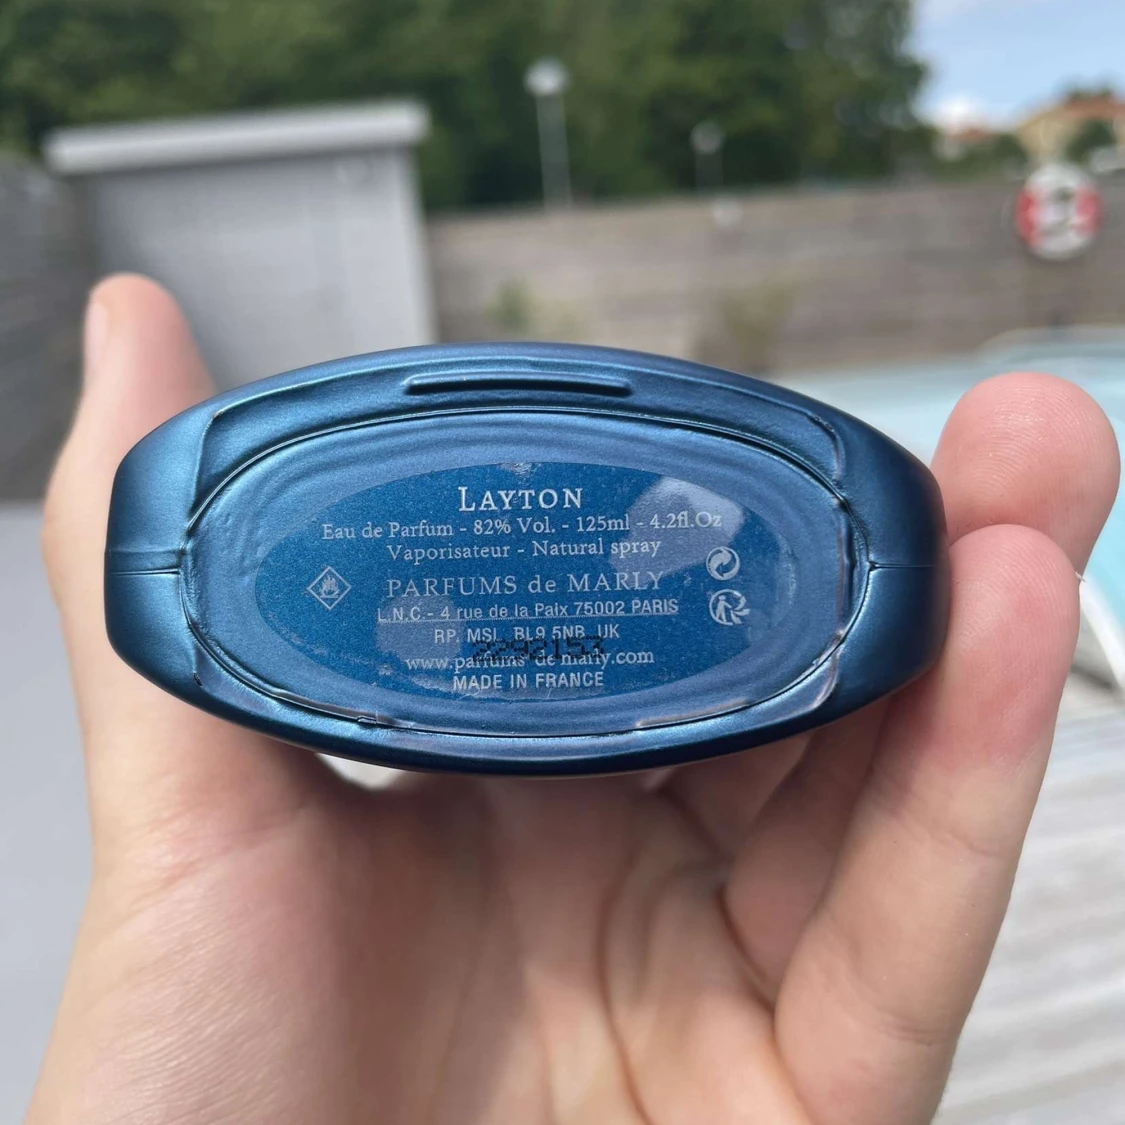 LAYTON
Eau de Parfum - 82% Vol. - 125ml - 4.2fl.Oz
Vaporisateur - Natural spray
PARFUMS de MARLY
L.N.C - 4 rue de la Paix 75002 PARIS
RP. MSL BL9 5NB UK
2292153
www.parfums-de-marly.com
MADE IN FRANCE